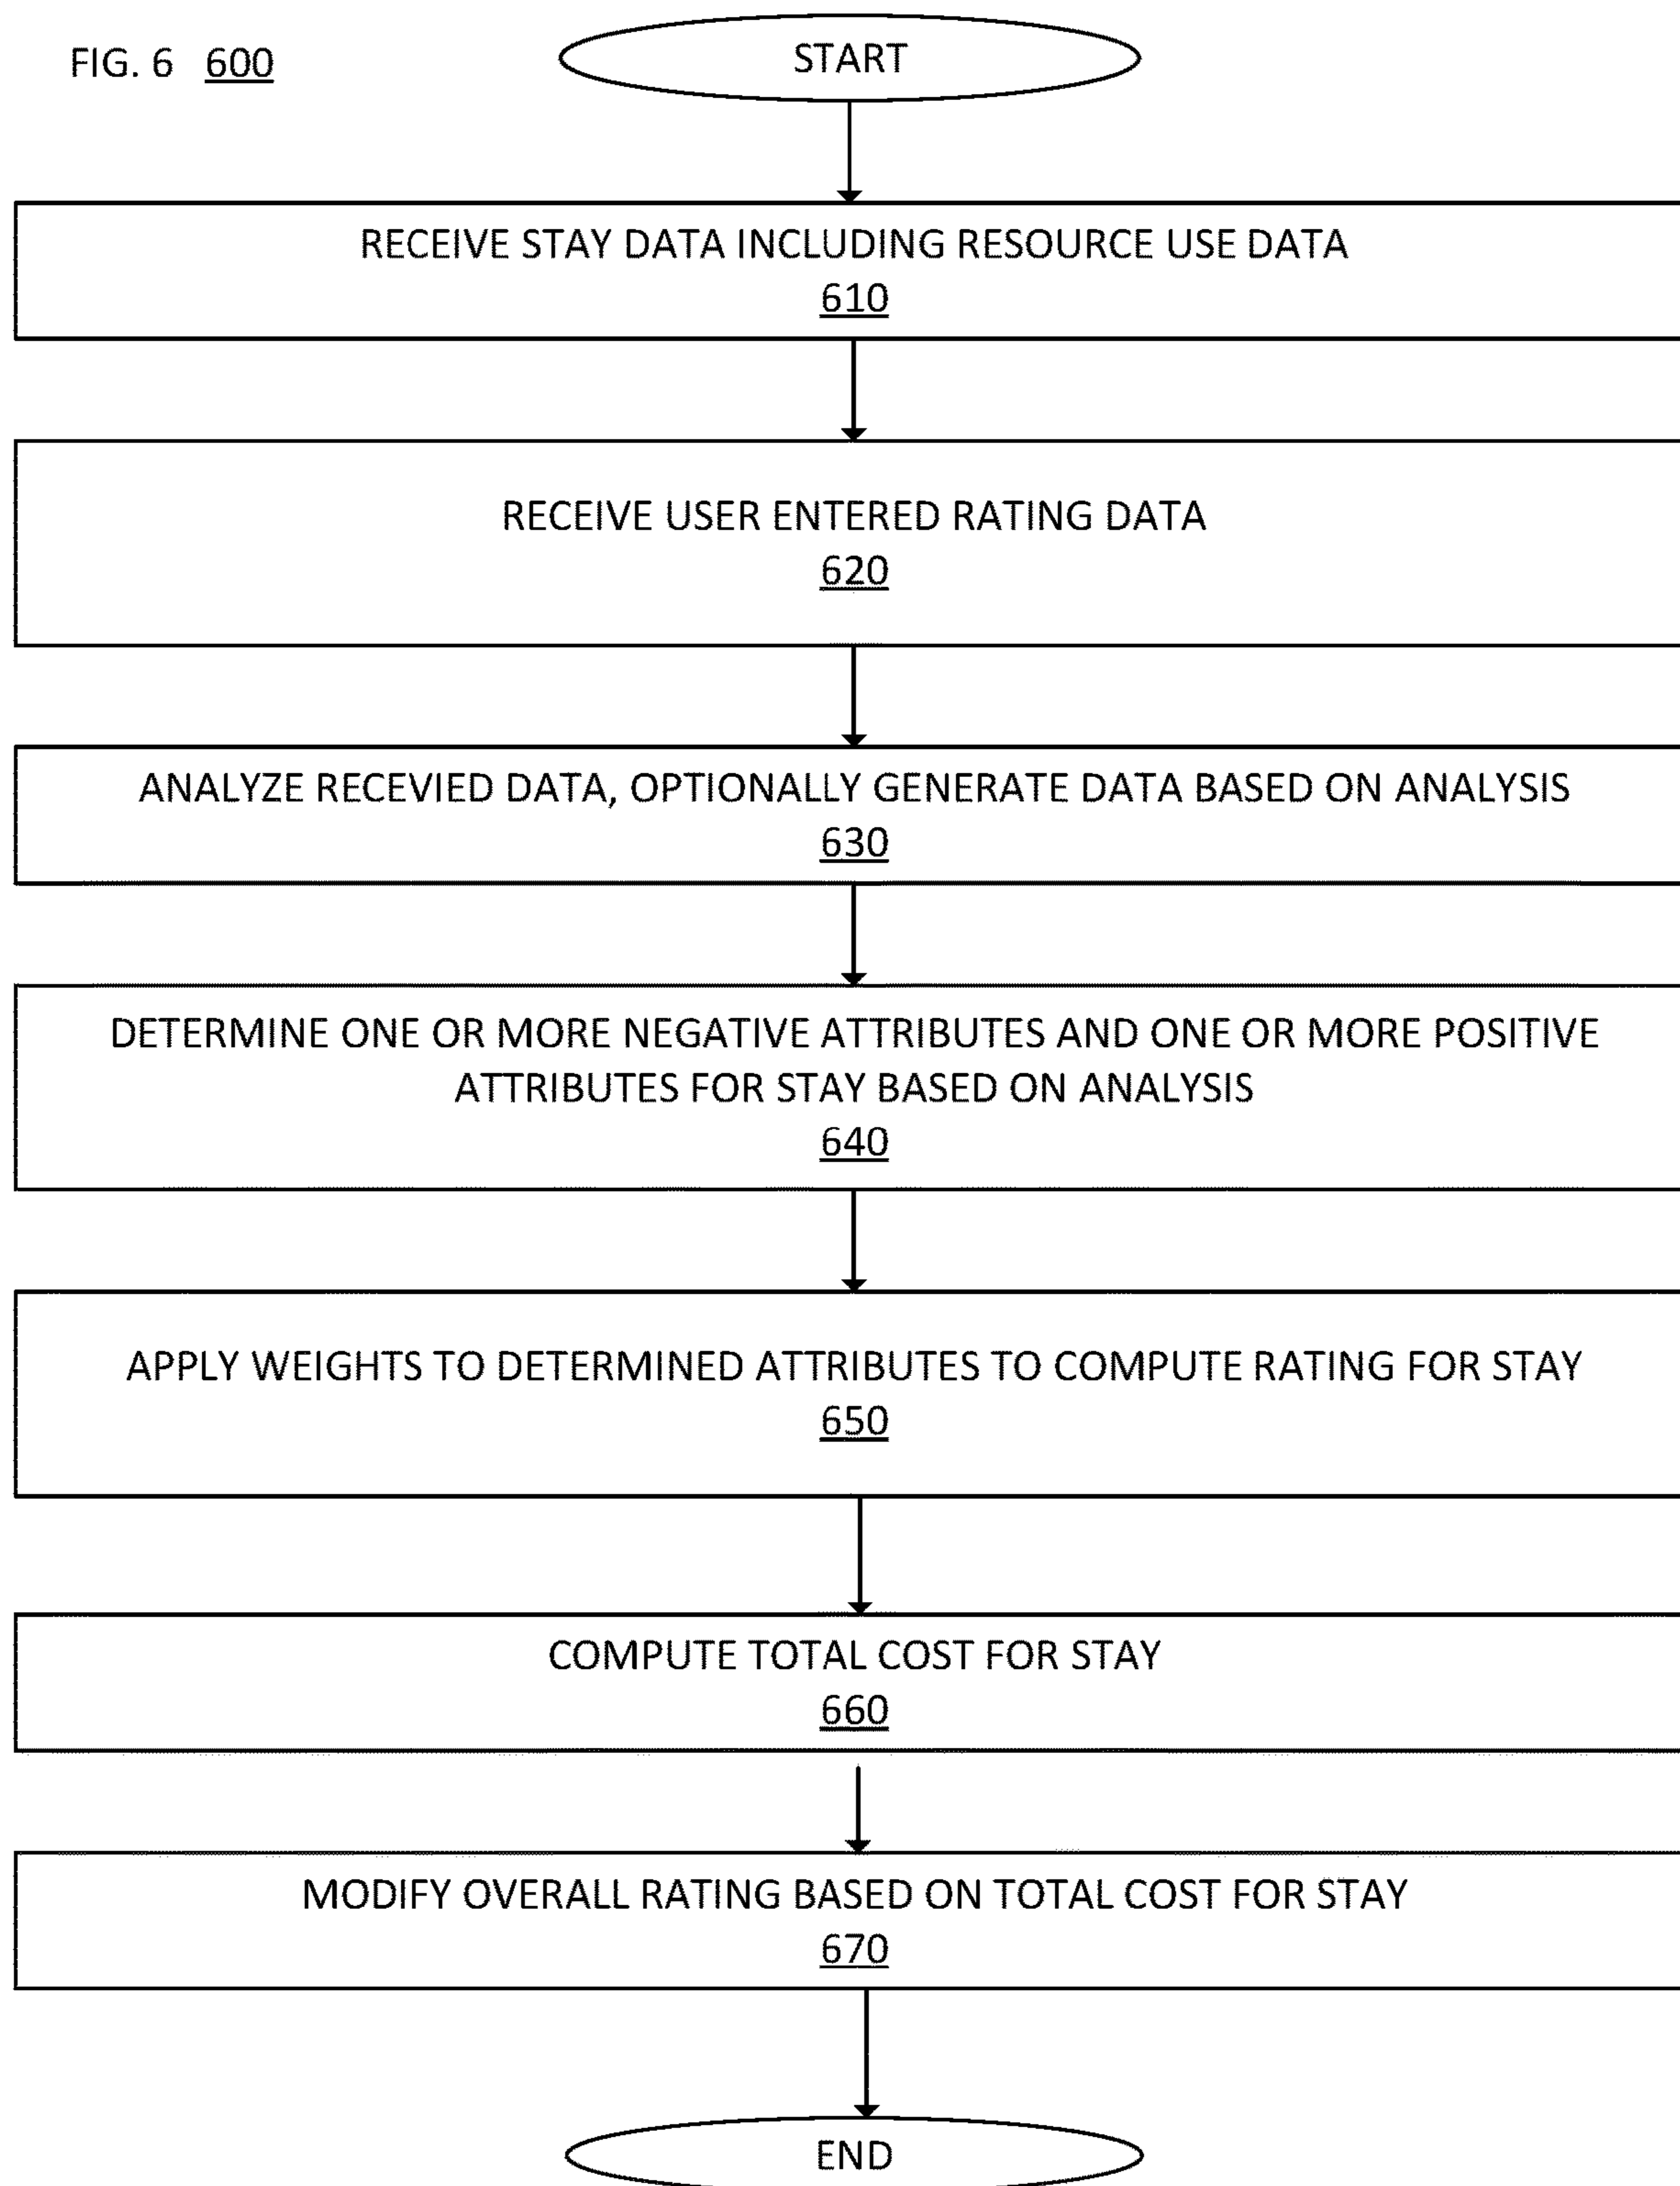 FIG. 6 600
START
RECEIVE STAY DATA INCLUDING RESOURCE USE DATA
610
RECEIVE USER ENTERED RATING DATA
620
ANALYZE RECEVIED DATA, OPTIONALLY GENERATE DATA BASED ON ANALYSIS
630
DETERMINE ONE OR MORE NEGATIVE ATTRIBUTES AND ONE OR MORE POSITIVE
ATTRIBUTES FOR STAY BASED ON ANALYSIS
640
APPLY WEIGHTS TO DETERMINED ATTRIBUTES TO COMPUTE RATING FOR STAY
650
COMPUTE TOTAL COST FOR STAY
660
MODIFY OVERALL RATING BASED ON TOTAL COST FOR STAY
670
END